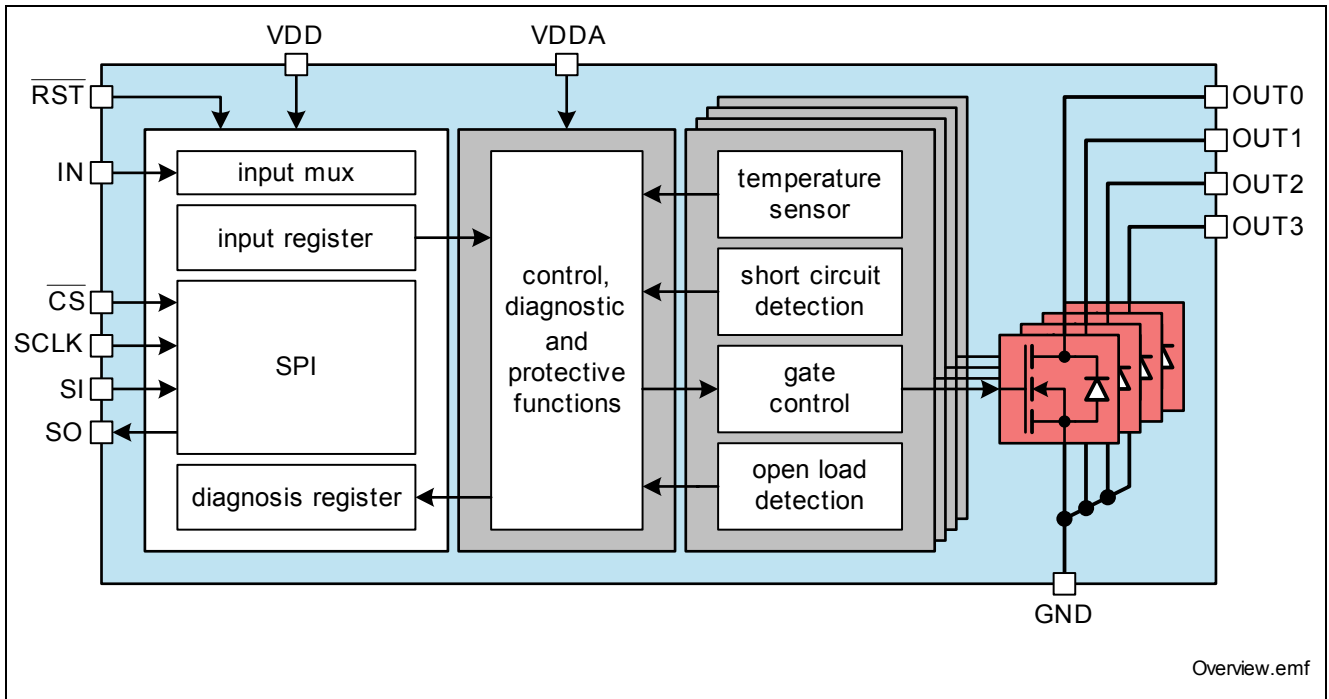 VDD
VDDA
RST
IN
CS
SCLK
SI
SO
input mux
input register
SPI
diagnosis register
control,
diagnostic
and
protective
functions
temperature
sensor
short circuit
detection
gate
control
open load
detection
OUT0
OUT1
OUT2
OUT3
GND
Overview.emf